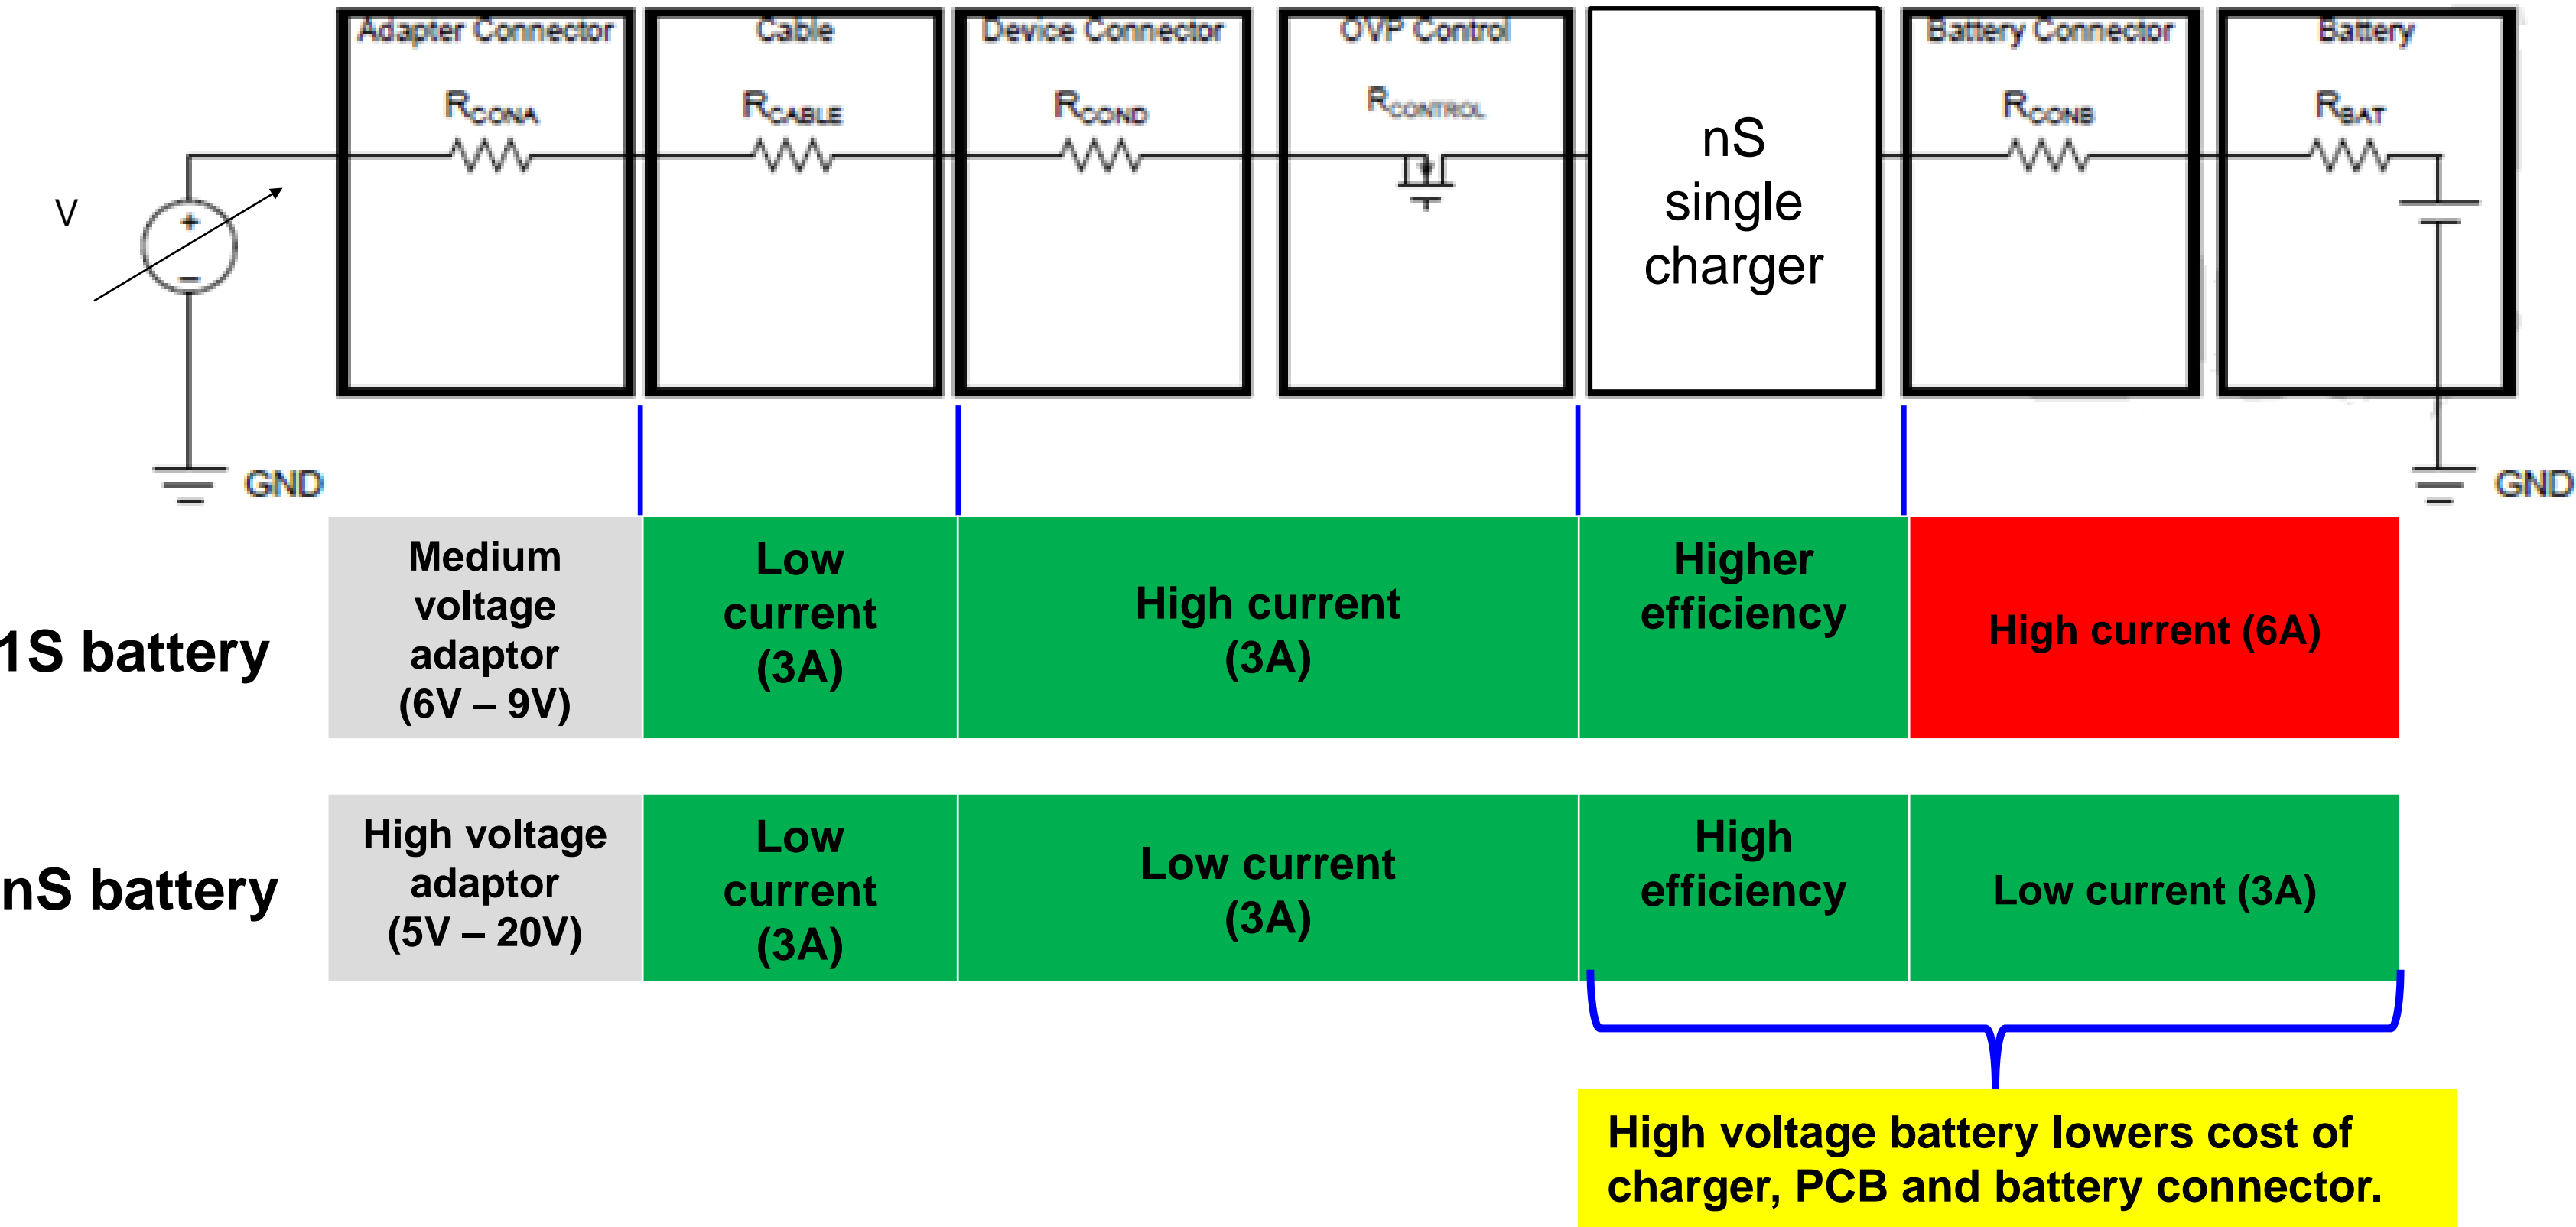 Adapter Connector
Cable
Device Connector
OVP Control
Battery Connector
Battery
RCONA
RCABLE
RCOND
RCONTROL
nS
single
charger
RCONB
RBAT
V
+
−
GND
GND
1S battery
Medium
voltage
adaptor
(6V – 9V)
Low
current
(3A)
High current
(3A)
Higher
efficiency
High current (6A)
nS battery
High voltage
adaptor
(5V – 20V)
Low
current
(3A)
Low current
(3A)
High
efficiency
Low current (3A)
High voltage battery lowers cost of
charger, PCB and battery connector.